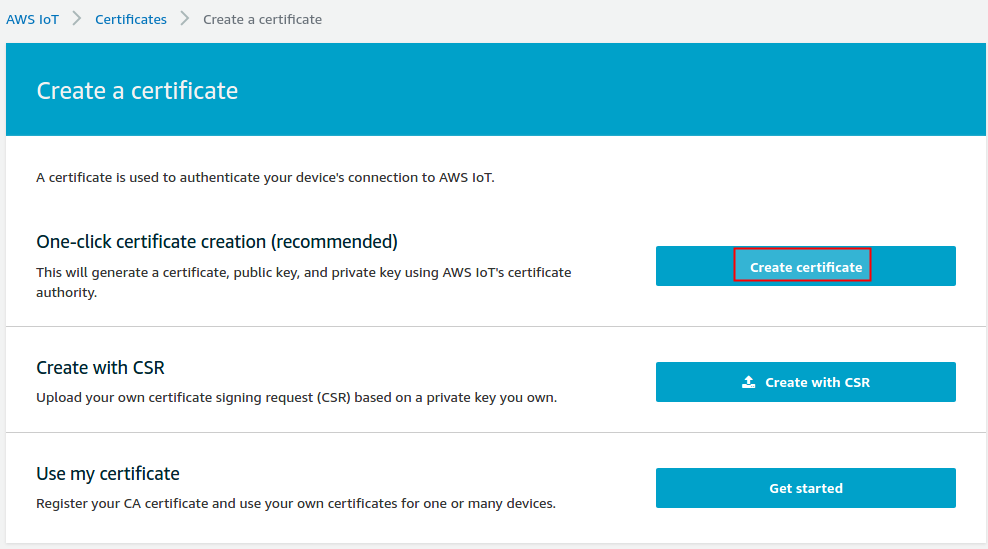 AWS IoT > Certificates > Create a certificate
Create a certificate
A certificate is used to authenticate your device's connection to AWS IoT.
One-click certificate creation (recommended)
This will generate a certificate, public key, and private key using AWS IoT's certificate
authority.
Create certificate
Create with CSR
Upload your own certificate signing request (CSR) based on a private key you own.
Create with CSR
Use my certificate
Register your CA certificate and use your own certificates for one or many devices.
Get started